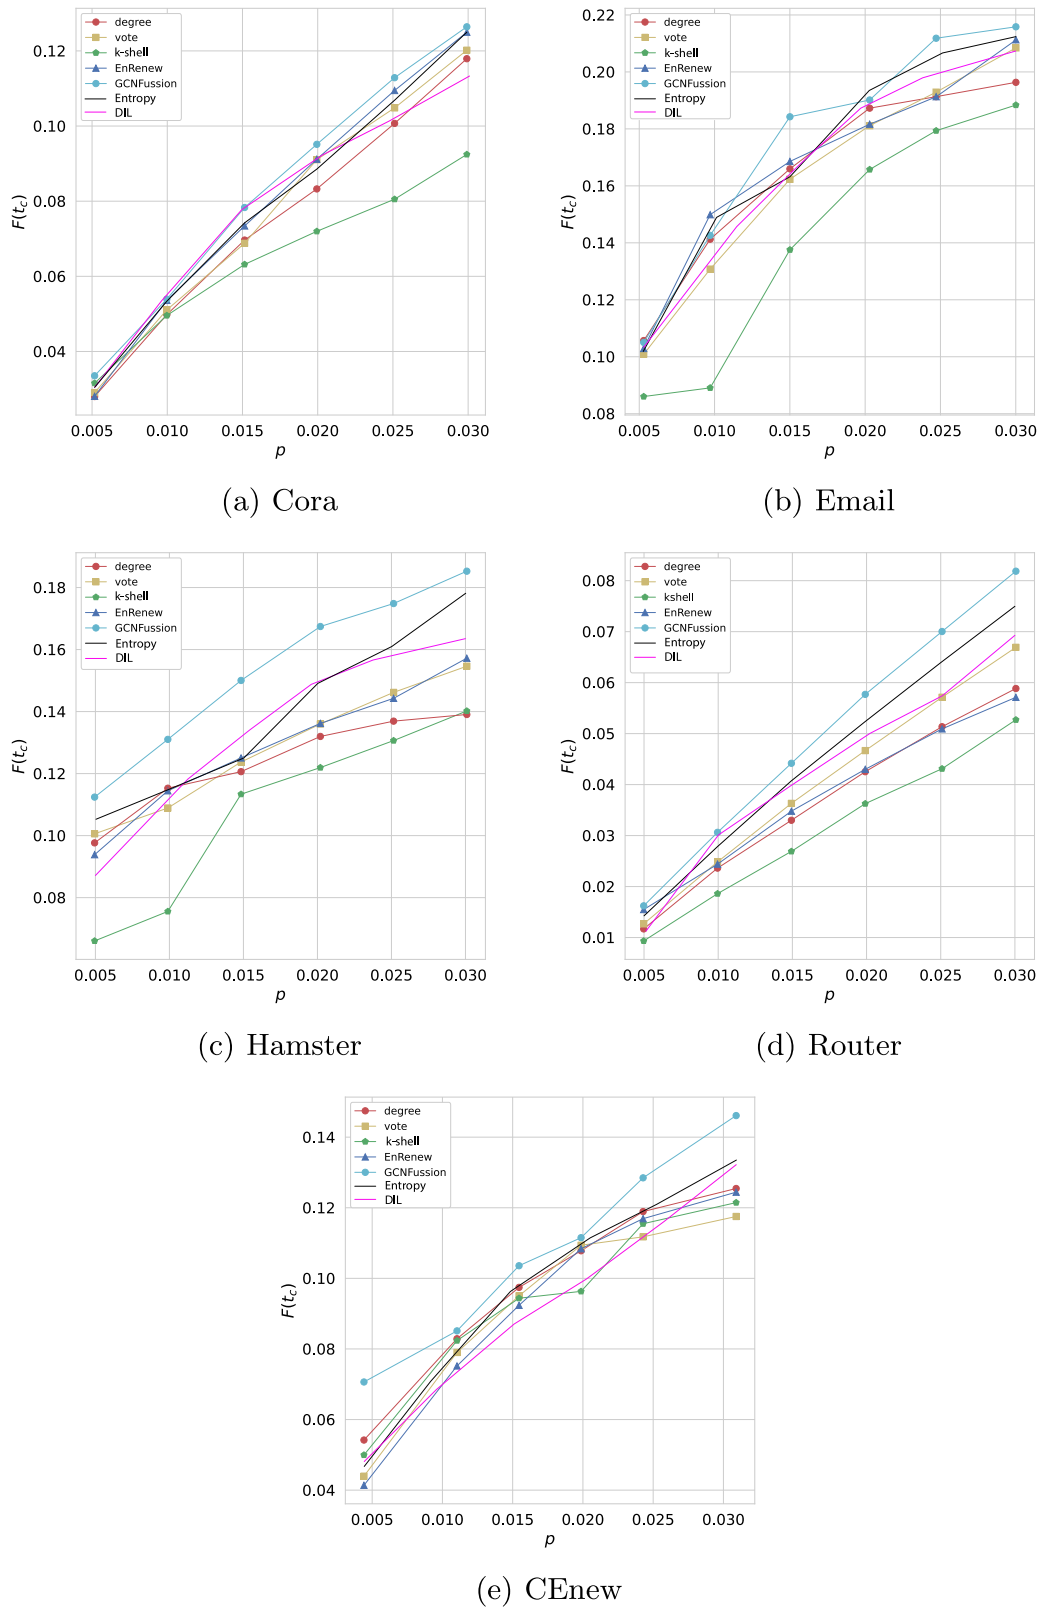 degree
vote
k-shell
EnRenew
GCNFussion
Entropy
DIL
0.12
0.10
0.08
0.06
0.04
F(t_c)
0.005 0.010 0.015 0.020 0.025 0.030
p
(a) Cora
degree
vote
k-shell
EnRenew
GCNFussion
Entropy
DIL
0.22
0.20
0.18
0.16
0.14
0.12
0.10
0.08
F(t_c)
0.005 0.010 0.015 0.020 0.025 0.030
p
(b) Email
degree
vote
k-shell
EnRenew
GCNFussion
Entropy
DIL
0.18
0.16
0.14
0.12
0.10
0.08
F(t_c)
0.005 0.010 0.015 0.020 0.025 0.030
p
(c) Hamster
degree
vote
kshell
EnRenew
GCNFussion
Entropy
DIL
0.08
0.07
0.06
0.05
0.04
0.03
0.02
0.01
F(t_c)
0.005 0.010 0.015 0.020 0.025 0.030
p
(d) Router
degree
vote
k-shell
EnRenew
GCNFussion
Entropy
DIL
0.14
0.12
0.10
0.08
0.06
0.04
F(t_c)
0.005 0.010 0.015 0.020 0.025 0.030
p
(e) CEnew